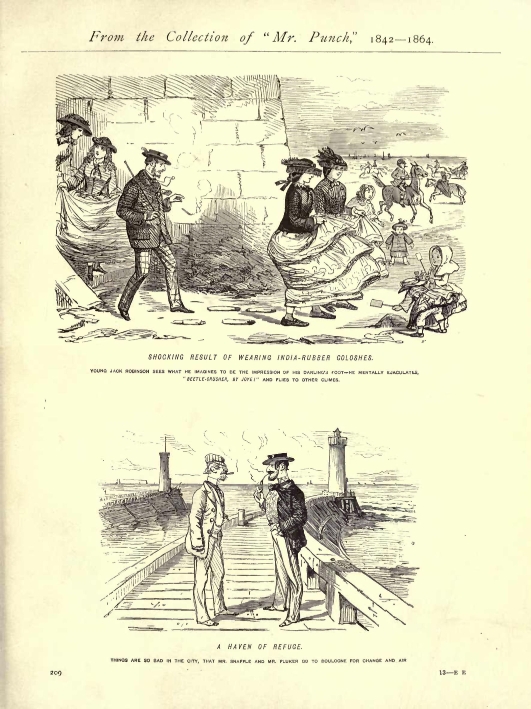 From the Collection of "Mr. Punch," 1842—1864.
SHOCKING RESULT OF WEARING INDIA-RUBBER GOLOSHES.
YOUNG JACK ROBINSON SEES WHAT HE IMAGINES TO BE THE IMPRESSION OF HIS DARLING'S FOOT—HE MENTALLY EJACULATES,
"BEETLE-CRUSHER, BY JOVE!" AND FLIES TO OTHER CLIMES.
A HAVEN OF REFUGE.
THINGS ARE SO BAD IN THE CITY, THAT MR. SNAFFLE AND MR. FLUKER GO TO BOULOGNE FOR CHANGE AND AIR
209
13—E E